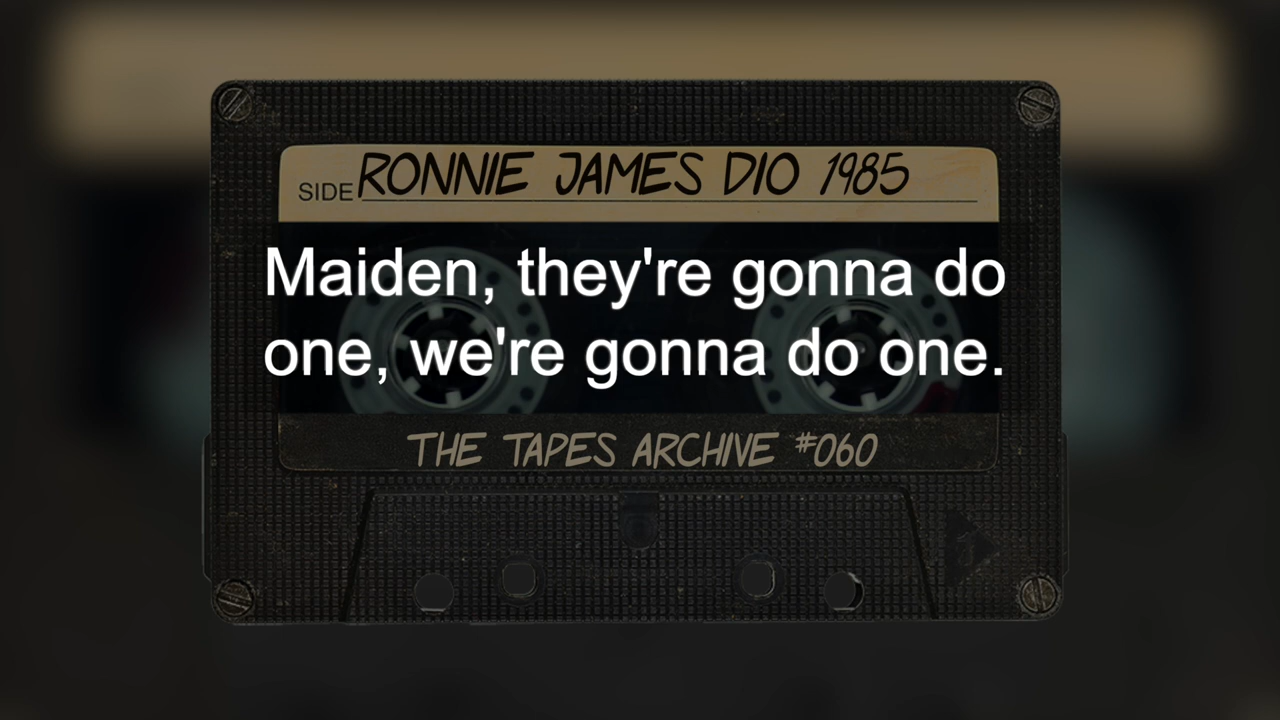 SIDE RONNIE JAMES DIO 1985
Maiden, they're gonna do
one, we're gonna do one.
THE TAPES ARCHIVE #060